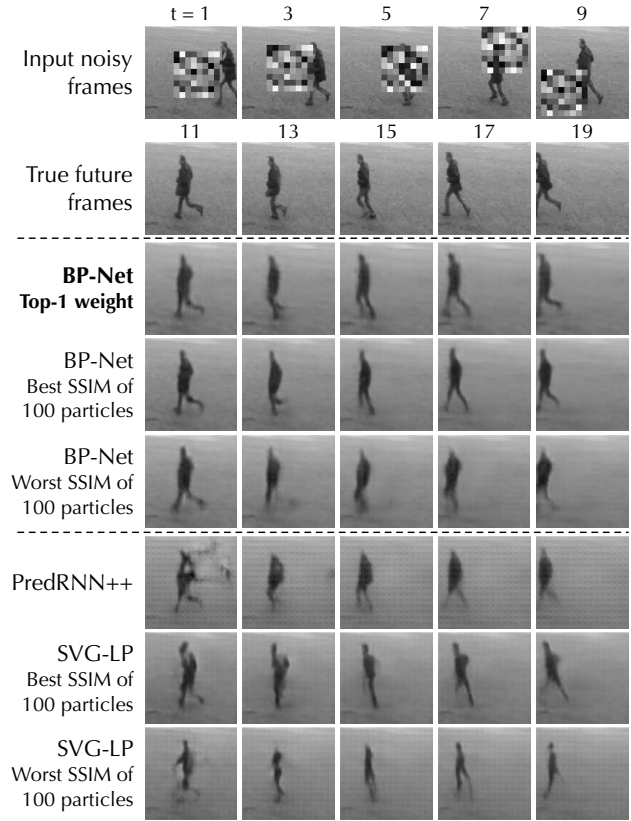 t = 1 3 5 7 9
Input noisy
frames
11 13 15 17 19
True future
frames
BP-Net
Top-1 weight
BP-Net
Best SSIM of
100 particles
BP-Net
Worst SSIM of
100 particles
PredRNN++
SVG-LP
Best SSIM of
100 particles
SVG-LP
Worst SSIM of
100 particles